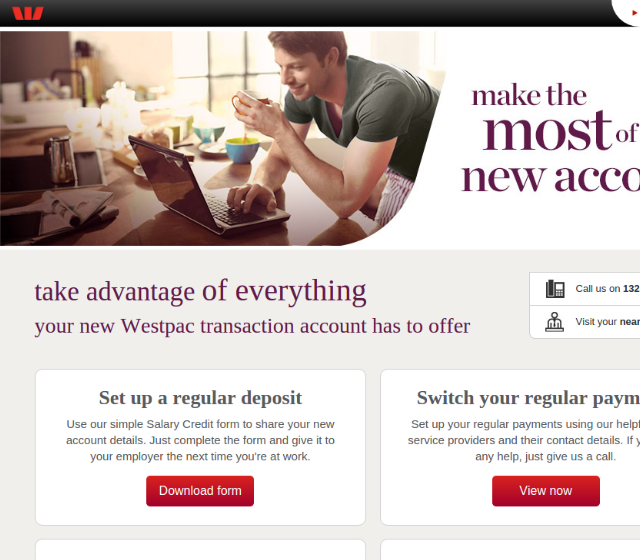 make the
most of
new acco
take advantage of everything
your new Westpac transaction account has to offer
Call us on 132
Visit your near
Set up a regular deposit
Use our simple Salary Credit form to share your new
account details. Just complete the form and give it to
your employer the next time you're at work.
Download form
Switch your regular paym
Set up your regular payments using our helpf
service providers and their contact details. If y
any help, just give us a call.
View now